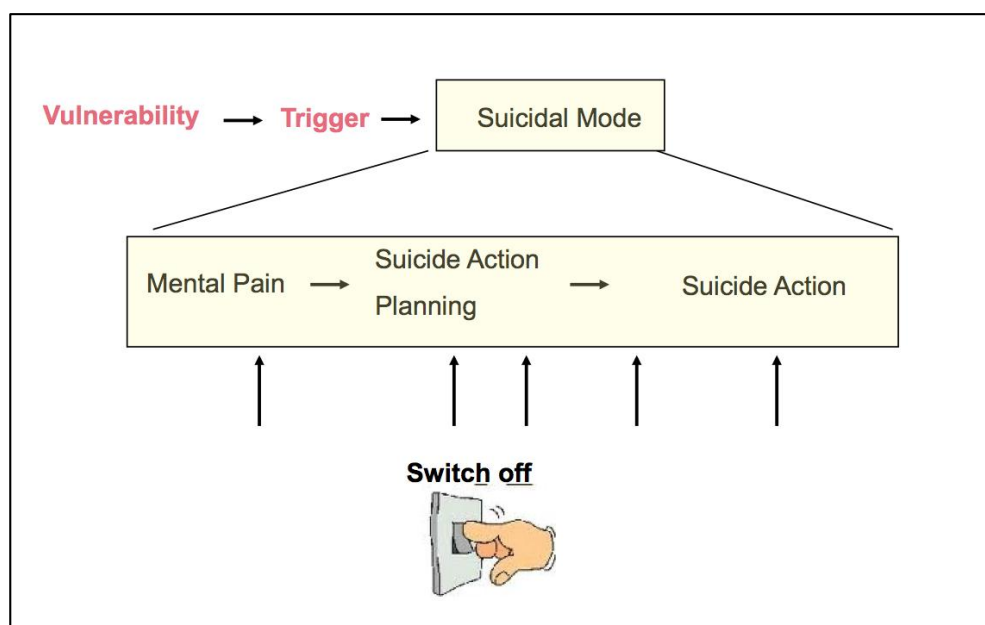 Vulnerability Trigger Suicidal Mode
Mental Pain Suicide Action Planning Suicide Action
Switch off